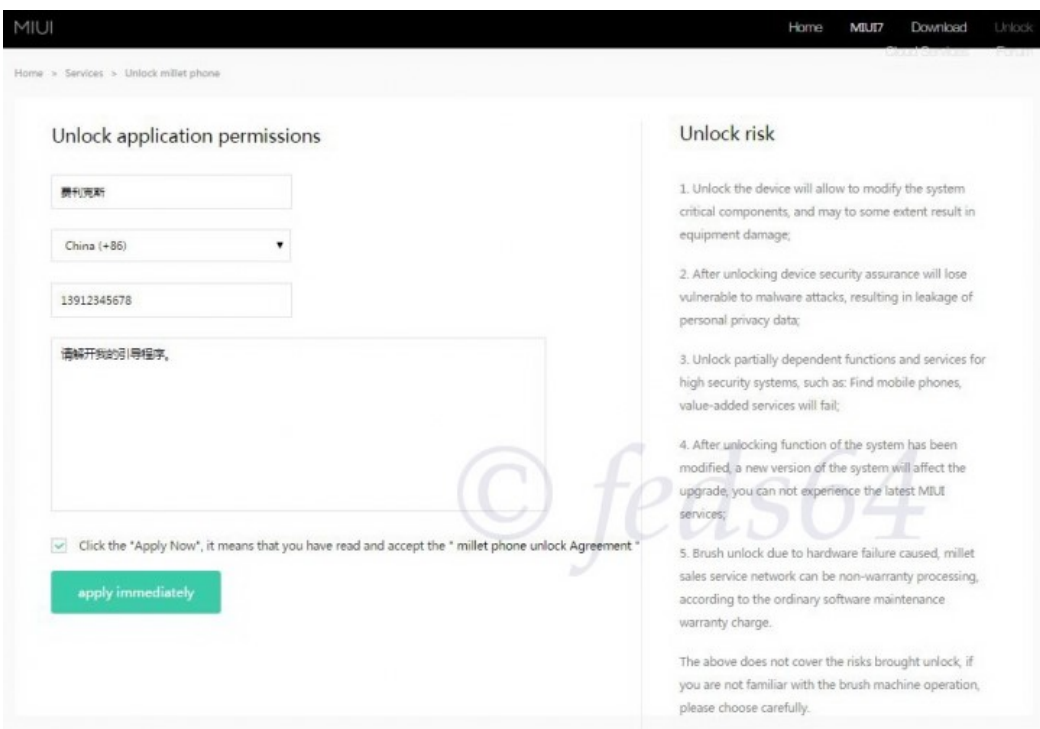 MIUI
Home MIUI7 Download Unlock
Cloud Services Forum
Home > Services > Unlock millet phone
Unlock application permissions
费利克斯
China (+86)
13912345678
请解开我的引导程序。
Click the "Apply Now", it means that you have read and accept the " millet phone unlock Agreement "
apply immediately
Unlock risk
1. Unlock the device will allow to modify the system
critical components, and may to some extent result in
equipment damage;
2. After unlocking device security assurance will lose
vulnerable to malware attacks, resulting in leakage of
personal privacy data;
3. Unlock partially dependent functions and services for
high security systems, such as: Find mobile phones,
value-added services will fail;
4. After unlocking function of the system has been
modified, a new version of the system will affect the
upgrade, you can not experience the latest MIUI
services;
5. Brush unlock due to hardware failure caused, millet
sales service network can be non-warranty processing,
according to the ordinary software maintenance
warranty charge.
The above does not cover the risks brought unlock, if
you are not familiar with the brush machine operation,
please choose carefully.
© feds64